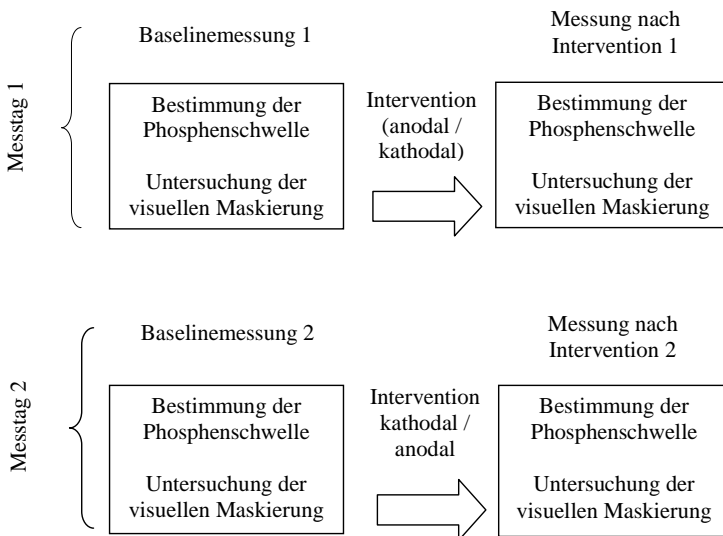 Messtag 1
Baselinemessung 1
Bestimmung der
Phosphenschwelle
Untersuchung der
visuellen Maskierung
Intervention
(anodal /
kathodal)
Messung nach
Intervention 1
Bestimmung der
Phosphenschwelle
Untersuchung der
visuellen Maskierung
Messtag 2
Baselinemessung 2
Bestimmung der
Phosphenschwelle
Untersuchung der
visuellen Maskierung
Intervention
kathodal /
anodal
Messung nach
Intervention 2
Bestimmung der
Phosphenschwelle
Untersuchung der
visuellen Maskierung